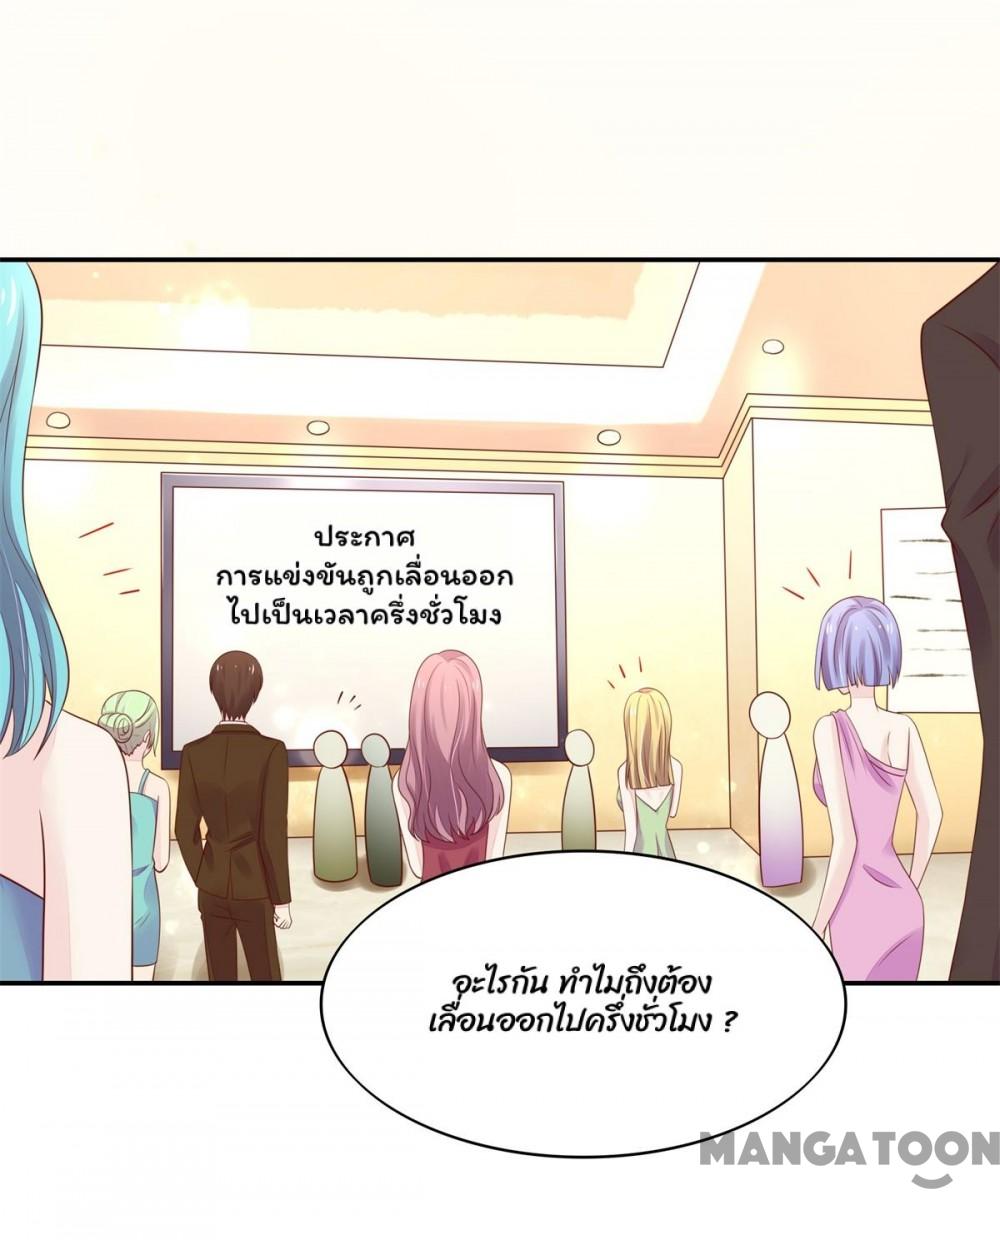 ประกาศ
การแข่งขันถูกเลื่อนออก
ไปเป็นเวลาครึ่งชั่วโมง
อะไรกัน ทำไมถึงต้อง
เลื่อนออกไปครึ่งชั่วโมง ?
MANGATOON